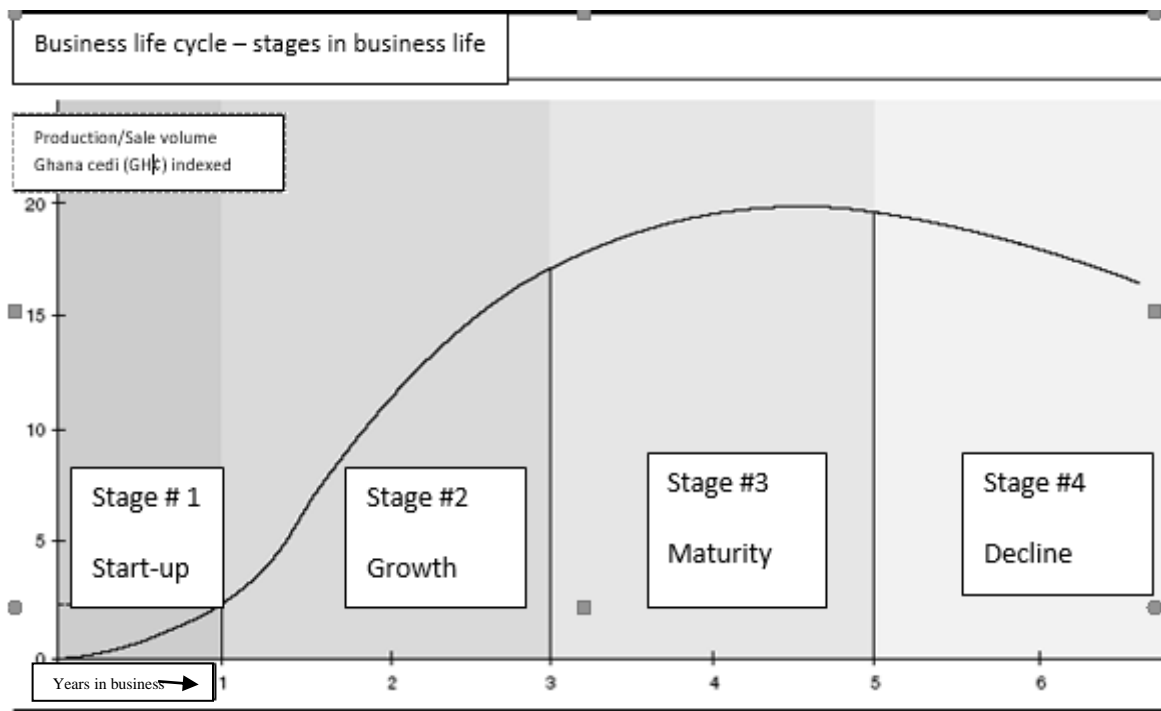 Business life cycle – stages in business life
Production/Sale volume
Ghana cedi (GH¢) indexed
20
15
10
5
0
Stage # 1
Start-up
Stage #2
Growth
Stage #3
Maturity
Stage #4
Decline
Years in business
1 2 3 4 5 6